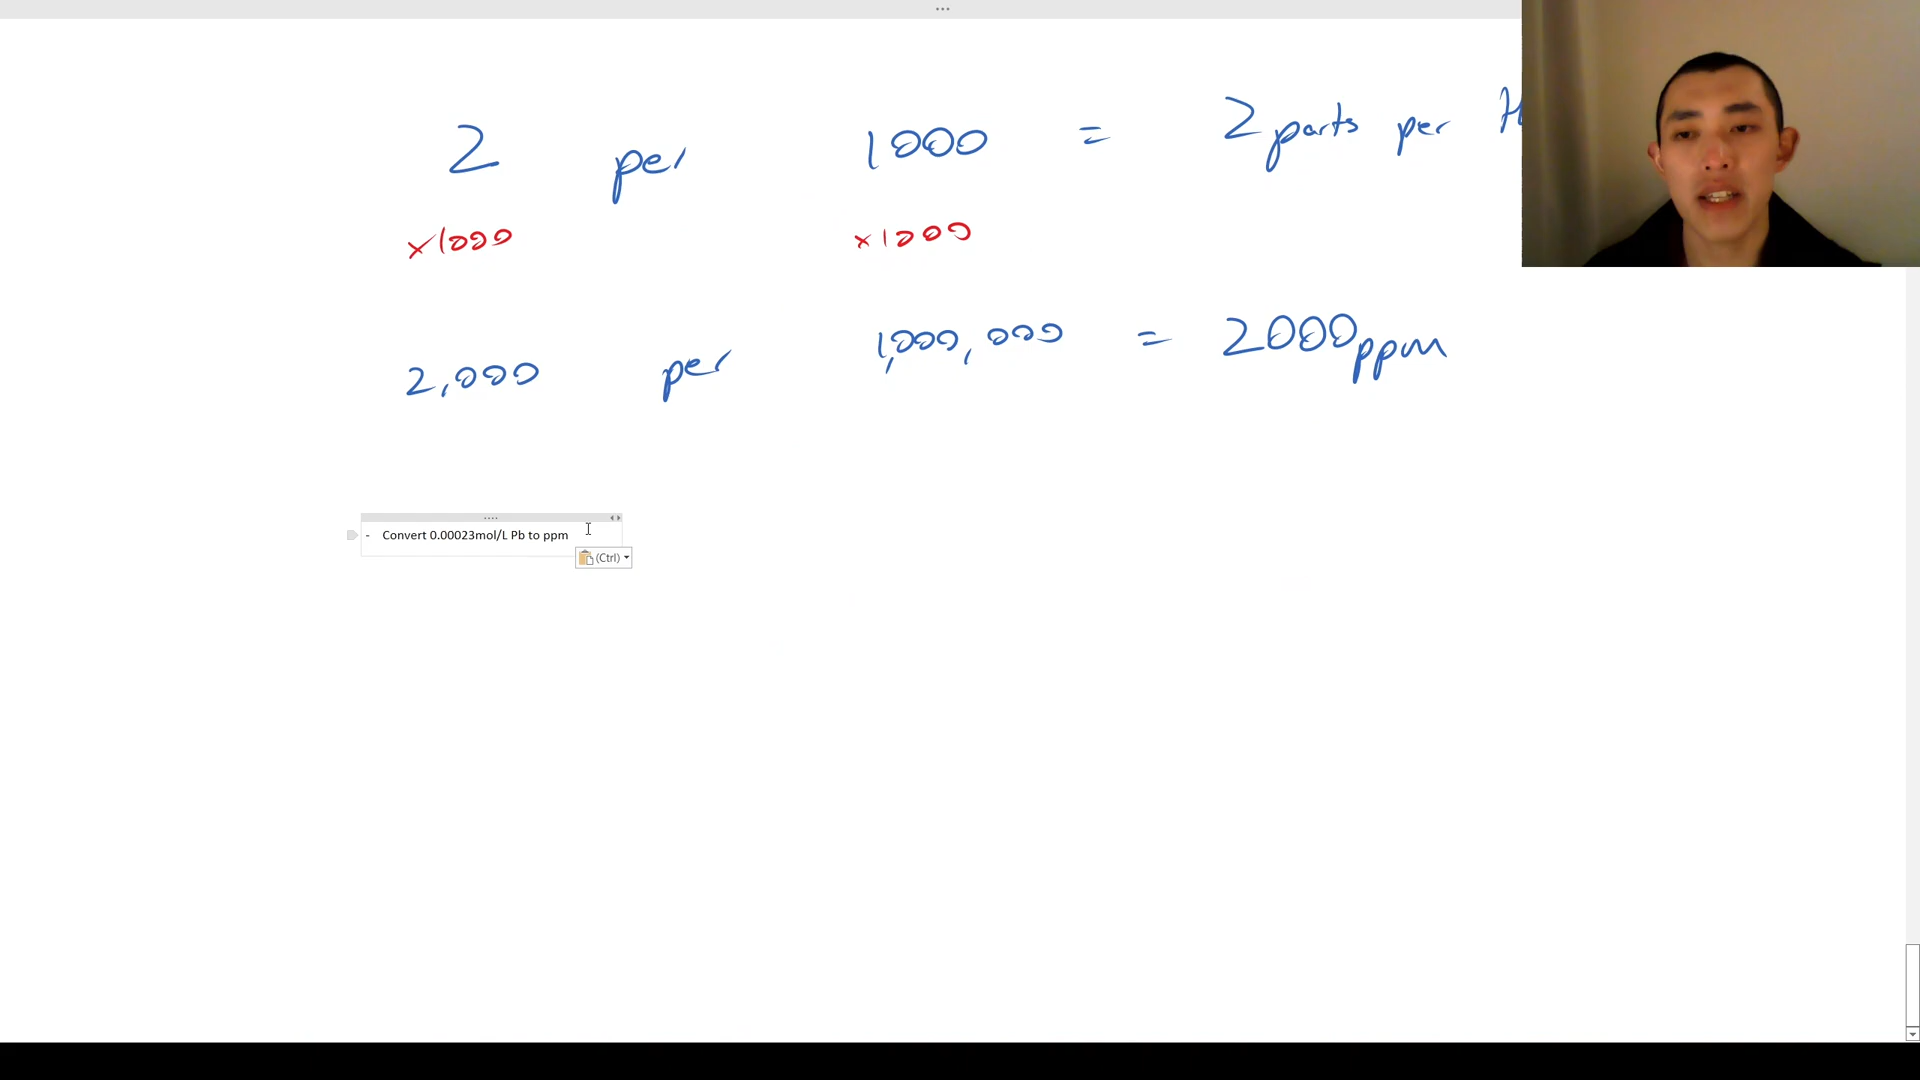 2 per 1000 = 2 parts per
×1000 ×1000
2,000 per 1,000,000 = 2000ppm
- Convert 0.00023mol/L Pb to ppm
(Ctrl)